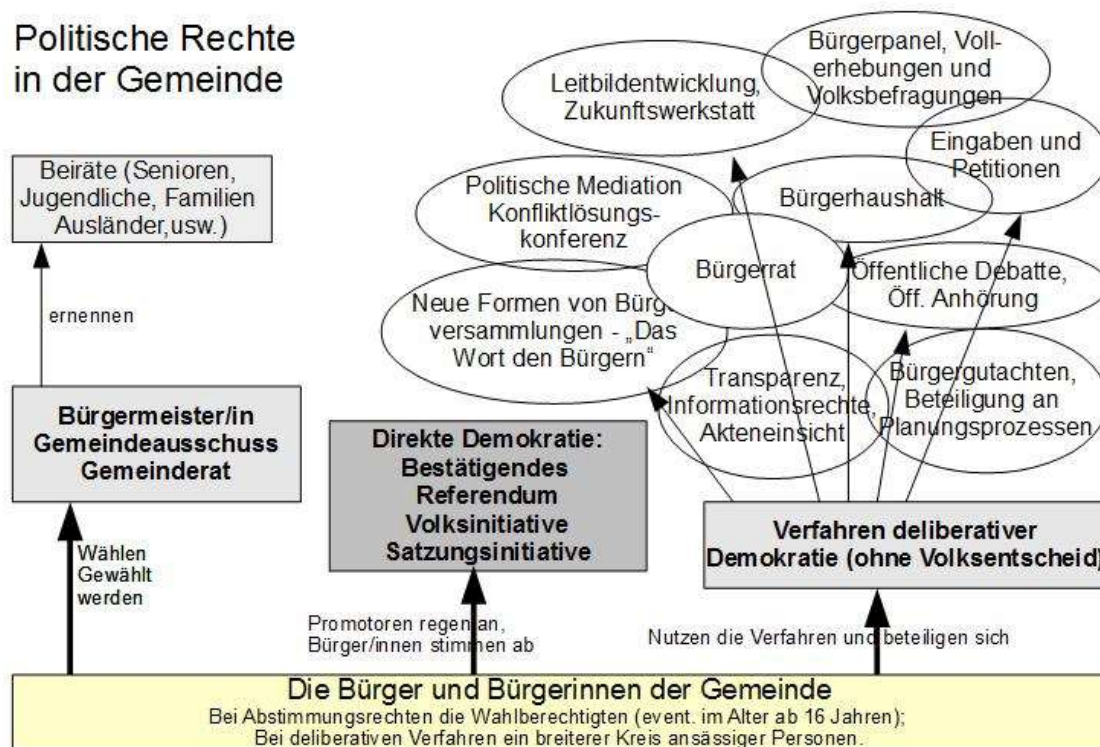 Politische Rechte
in der Gemeinde
Beiräte (Senioren,
Jugendliche, Familien
Ausländer,usw.)
ernennen
Bürgermeister/in
Gemeindeausschuss
Gemeinderat
Wählen
Gewählt
werden
Direkte Demokratie:
Bestätigendes
Referendum
Volksinitiative
Satzungsinitiative
Promotoren regen an,
Bürger/innen stimmen ab
Leitbildentwicklung,
Zukunftswerkstatt
Bürgerpanel, Voll-
erhebungen und
Volksbefragungen
Eingaben und
Petitionen
Politische Mediation
Konfliktlösungs-
konferenz
Bürgerhaushalt
Bürgerrat
Öffentliche Debatte,
Öff. Anhörung
Neue Formen von Bürg
versammlungen - „Das
Wort den Bürgern“
Transparenz,
Informationsrechte,
Akteneinsicht
Bürgergutachten,
Beteiligung an
Planungsprozessen
Verfahren deliberativer
Demokratie (ohne Volksentscheid)
Nutzen die Verfahren und beteiligen sich
Die Bürger und Bürgerinnen der Gemeinde
Bei Abstimmungsrechten die Wahlberechtigten (event. im Alter ab 16 Jahren);
Bei deliberativen Verfahren ein breiterer Kreis ansässiger Personen.